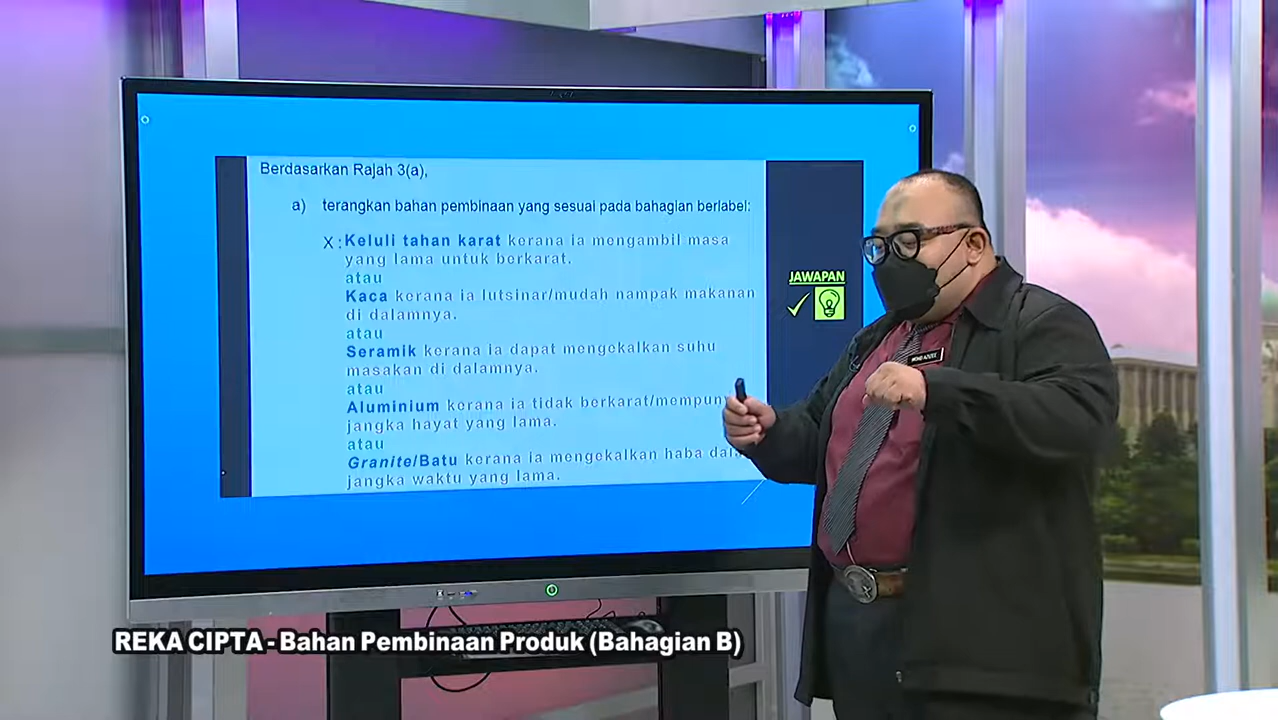 Berdasarkan Rajah 3(a),
a) terangkan bahan pembinaan yang sesuai pada bahagian berlabel:
X : Keluli tahan karat kerana ia mengambil masa
yang lama untuk berkarat.
atau
Kaca kerana ia lutsinar/mudah nampak makanan
di dalamnya.
atau
Seramik kerana ia dapat mengekalkan suhu
masakan di dalamnya.
atau
Aluminium kerana ia tidak berkarat/mempuny
jangka hayat yang lama.
atau
Granite/Batu kerana ia mengekalkan haba dal
jangka waktu yang lama.
JAWAPAN
MOHD AZIZEE
REKA CIPTA - Bahan Pembinaan Produk (Bahagian B)